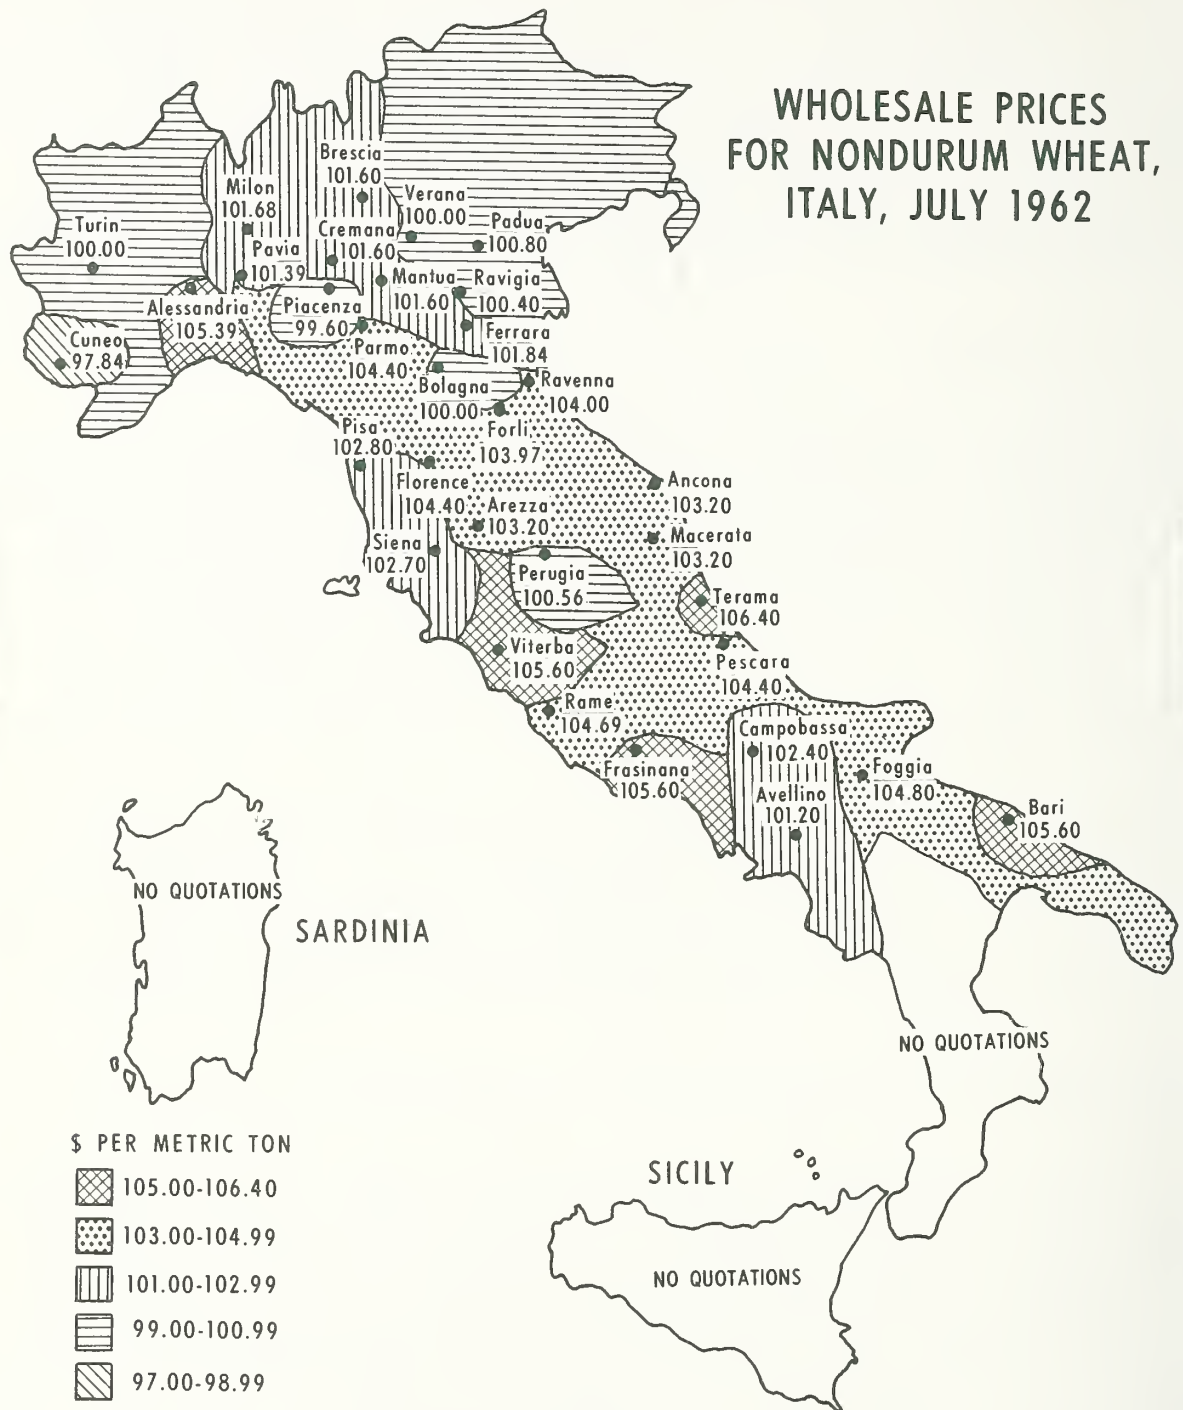 WHOLESALE PRICES
FOR NONDURUM WHEAT,
ITALY, JULY 1962
Brescia
101.60
Milon
101.68
Verana
100.00
Padua
100.80
Turin
100.00
Cremana
101.60
Pavia
101.39
Mantua
101.60
Ravigia
100.40
Alessandria
105.39
Piacenza
99.60
Cuneo
97.84
Parmo
104.40
Ferrara
101.84
Bolagna
100.00
Ravenna
104.00
Pisa
102.80
Forli
103.97
Florence
104.40
Ancona
103.20
Arezza
103.20
Siena
102.70
Macerata
103.20
Perugia
100.56
Terama
106.40
Viterba
105.60
Pescara
104.40
Rame
104.69
Campobassa
102.40
Frasinana
105.60
Foggia
104.80
Avellino
101.20
Bari
105.60
NO QUOTATIONS
SARDINIA
NO QUOTATIONS
$ PER METRIC TON
105.00-106.40
103.00-104.99
101.00-102.99
99.00-100.99
97.00-98.99
SICILY
NO QUOTATIONS